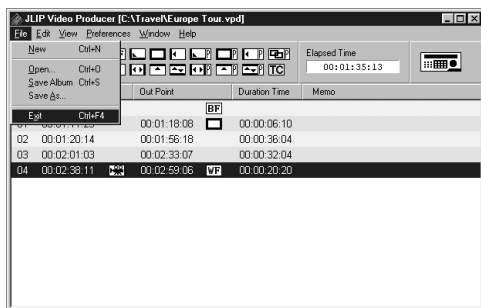 JLIP Video Producer [C:\Travel\Europe Tour.vpd]
File Edit View Preferences Window Help
New Ctrl+N
Open... Ctrl+O
Save Album Ctrl+S
Save As...
Exit Ctrl+F4
P P P P
P P P TC
Elapsed Time
00:01:35:13
Out Point Duration Time Memo
BF
00:01:18:08 00:00:06:10
02 00:01:20:14 00:01:56:18 00:00:36:04
03 00:02:01:03 00:02:33:07 00:00:32:04
04 00:02:38:11 00:02:59:06 WF 00:00:20:20